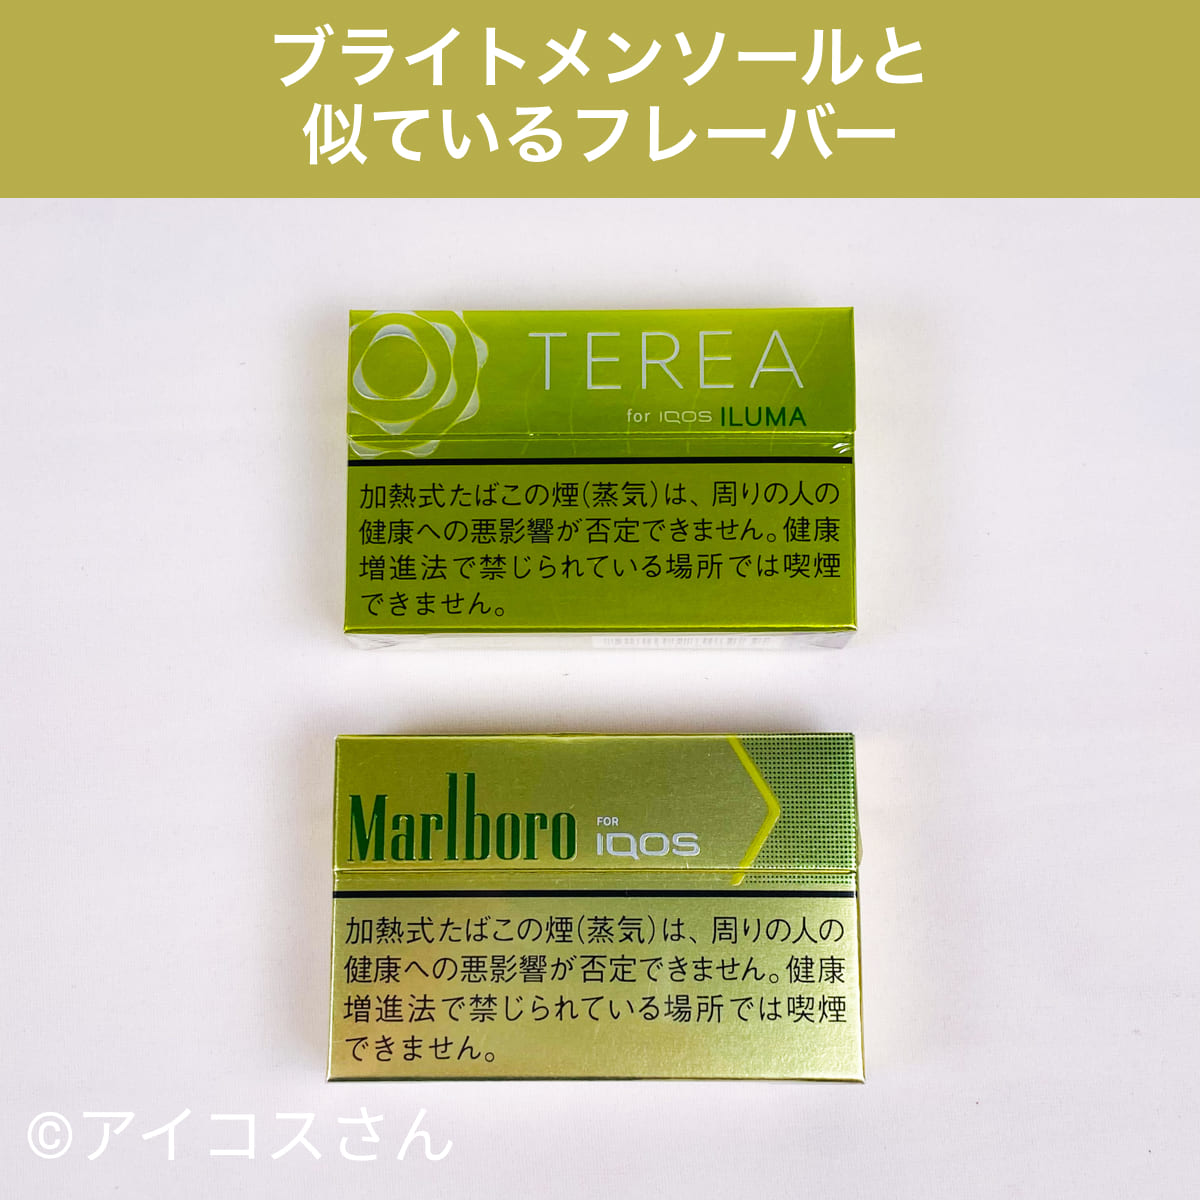 ブライトメンソールと
似ているフレーバー
TEREA
for IQOS ILUMA
加熱式たばこの煙(蒸気)は、周りの人の
健康への悪影響が否定できません。健康
増進法で禁じられている場所では喫煙
できません。
Marlboro FOR IQOS
加熱式たばこの煙(蒸気)は、周りの人の
健康への悪影響が否定できません。健康
増進法で禁じられている場所では喫煙
できません。
©アイコスさん